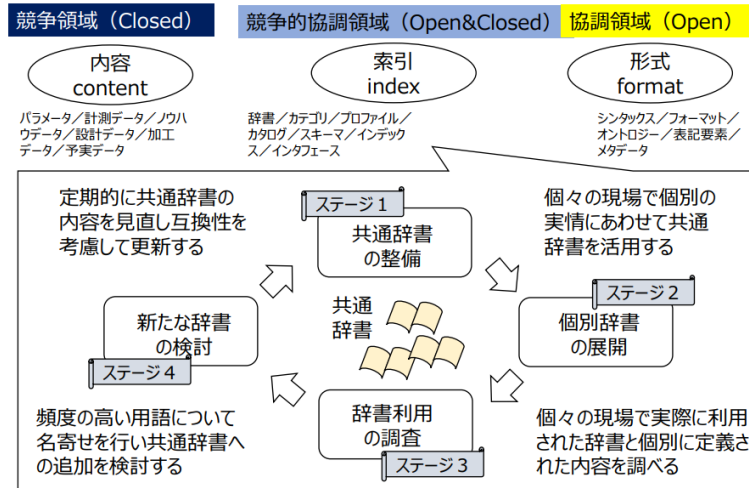 競争領域（Closed）
競争的協調領域（Open&Closed）
協調領域（Open）
内容
content
索引
index
形式
format
パラメータ／計測データ／ノウハ
ウデータ／設計データ／加工
データ／予実データ
辞書／カテゴリ／プロファイル／
カタログ／スキーマ／インデック
ス／インタフェース
シンタックス／フォーマット／
オントロジー／表記要素／
メタデータ
定期的に共通辞書の
内容を見直し互換性を
考慮して更新する
ステージ１
共通辞書
の整備
個々の現場で個別の
実情にあわせて共通
辞書を活用する
新たな辞書
の検討
ステージ４
共通
辞書
ステージ２
個別辞書
の展開
頻度の高い用語について
名寄せを行い共通辞書へ
の追加を検討する
辞書利用
の調査
ステージ３
個々の現場で実際に利用
された辞書と個別に定義さ
れた内容を調べる